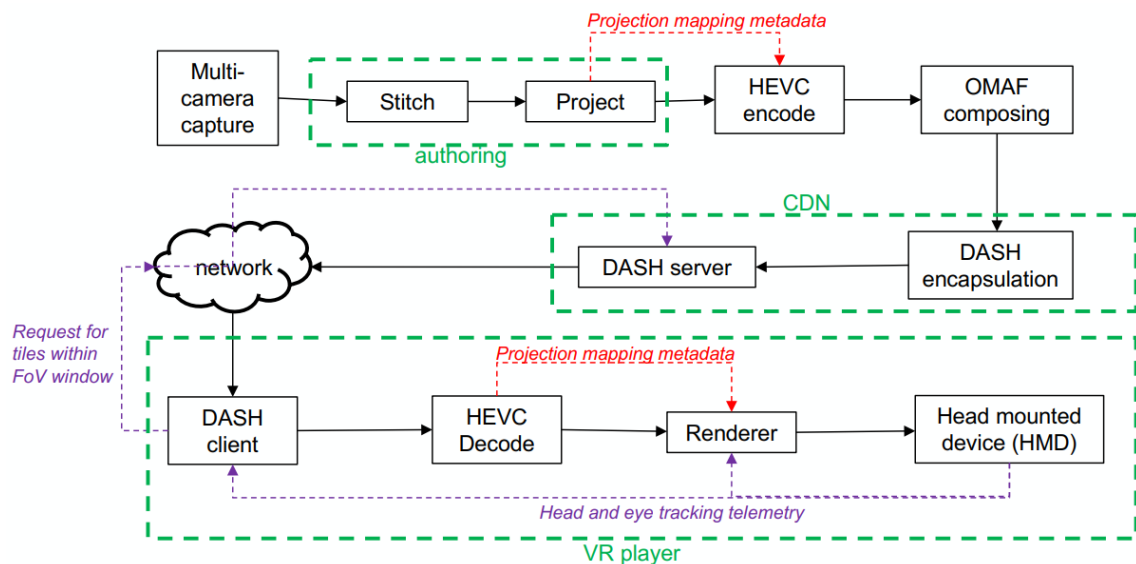 Projection mapping metadata
Multi-
camera
capture
Stitch
Project
HEVC
encode
OMAF
composing
authoring
CDN
network
DASH server
DASH
encapsulation
Request for
tiles within
FoV window
Projection mapping metadata
DASH
client
HEVC
Decode
Renderer
Head mounted
device (HMD)
Head and eye tracking telemetry
VR player